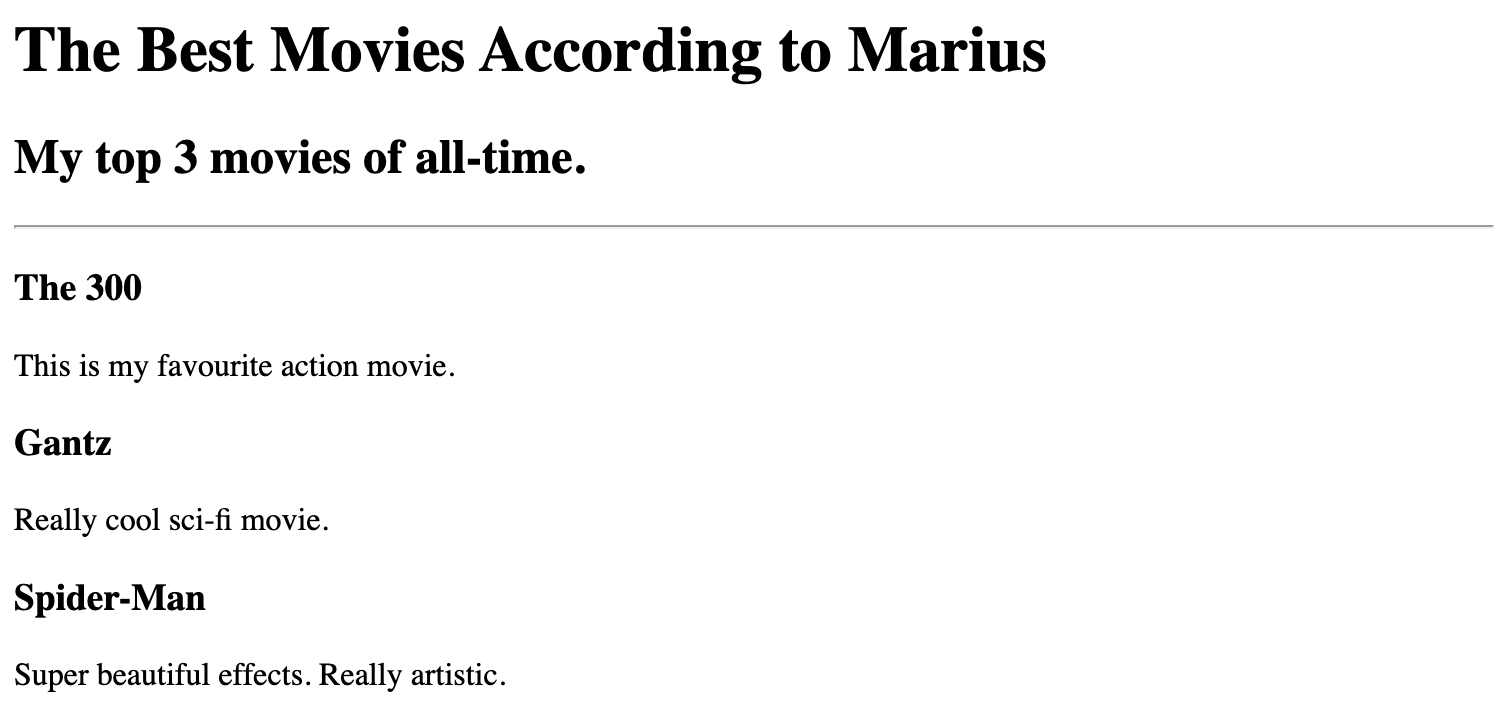 The Best Movies According to Marius
My top 3 movies of all-time.
The 300
This is my favourite action movie.
Gantz
Really cool sci-fi movie.
Spider-Man
Super beautiful effects. Really artistic.